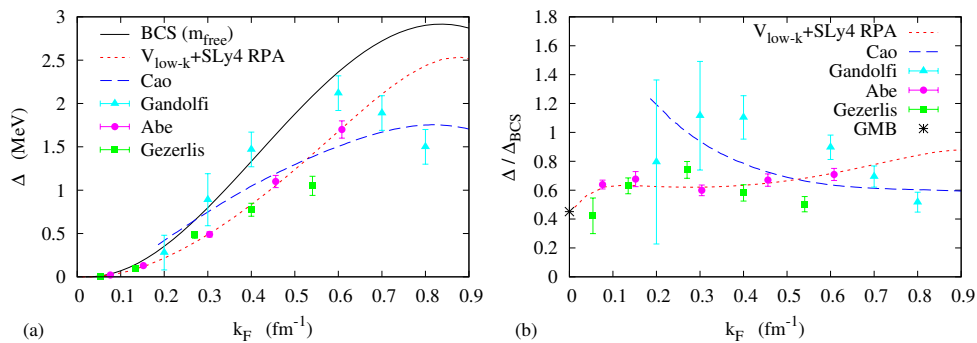 3
2.5
2
1.5
1
0.5
0
Δ (MeV)
BCS (m_free)
V_low-k+SLy4 RPA
Cao
Gandolfi
Abe
Gezerlis
0 0.1 0.2 0.3 0.4 0.5 0.6 0.7 0.8 0.9
(a)
k_F (fm⁻¹)
1.8
1.6
1.4
1.2
1
0.8
0.6
0.4
0.2
0
Δ / Δ_BCS
V_low-k+SLy4 RPA
Cao
Gandolfi
Abe
Gezerlis
GMB
0 0.1 0.2 0.3 0.4 0.5 0.6 0.7 0.8 0.9
(b)
k_F (fm⁻¹)